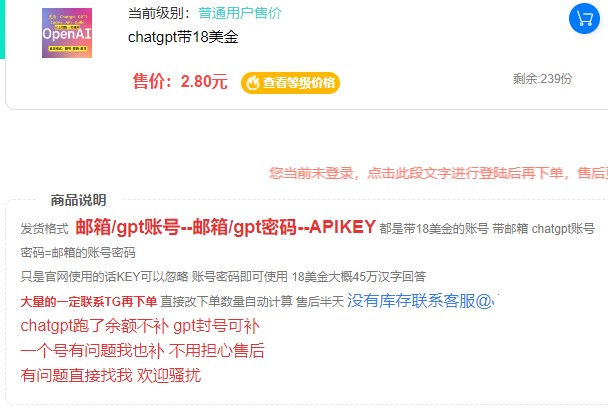 当前级别：普通用户售价
OpenAI
chatgpt带18美金
售价：2.80元 查看等级价格
剩余:239份
您当前未登录，点击此段文字进行登陆后再下单，售后
商品说明
发货格式 邮箱/gpt账号--邮箱/gpt密码--APIKEY 都是带18美金的账号 带邮箱 chatgpt账号
密码=邮箱的账号密码
只是官网使用的话KEY可以忽略 账号密码即可使用 18美金大概45万汉字回答
大量的一定联系TG再下单 直接改下单数量自动计算 售后半天 没有库存联系客服@
chatgpt跑了余额不补 gpt封号可补
一个号有问题我也补 不用担心售后
有问题直接找我 欢迎骚扰